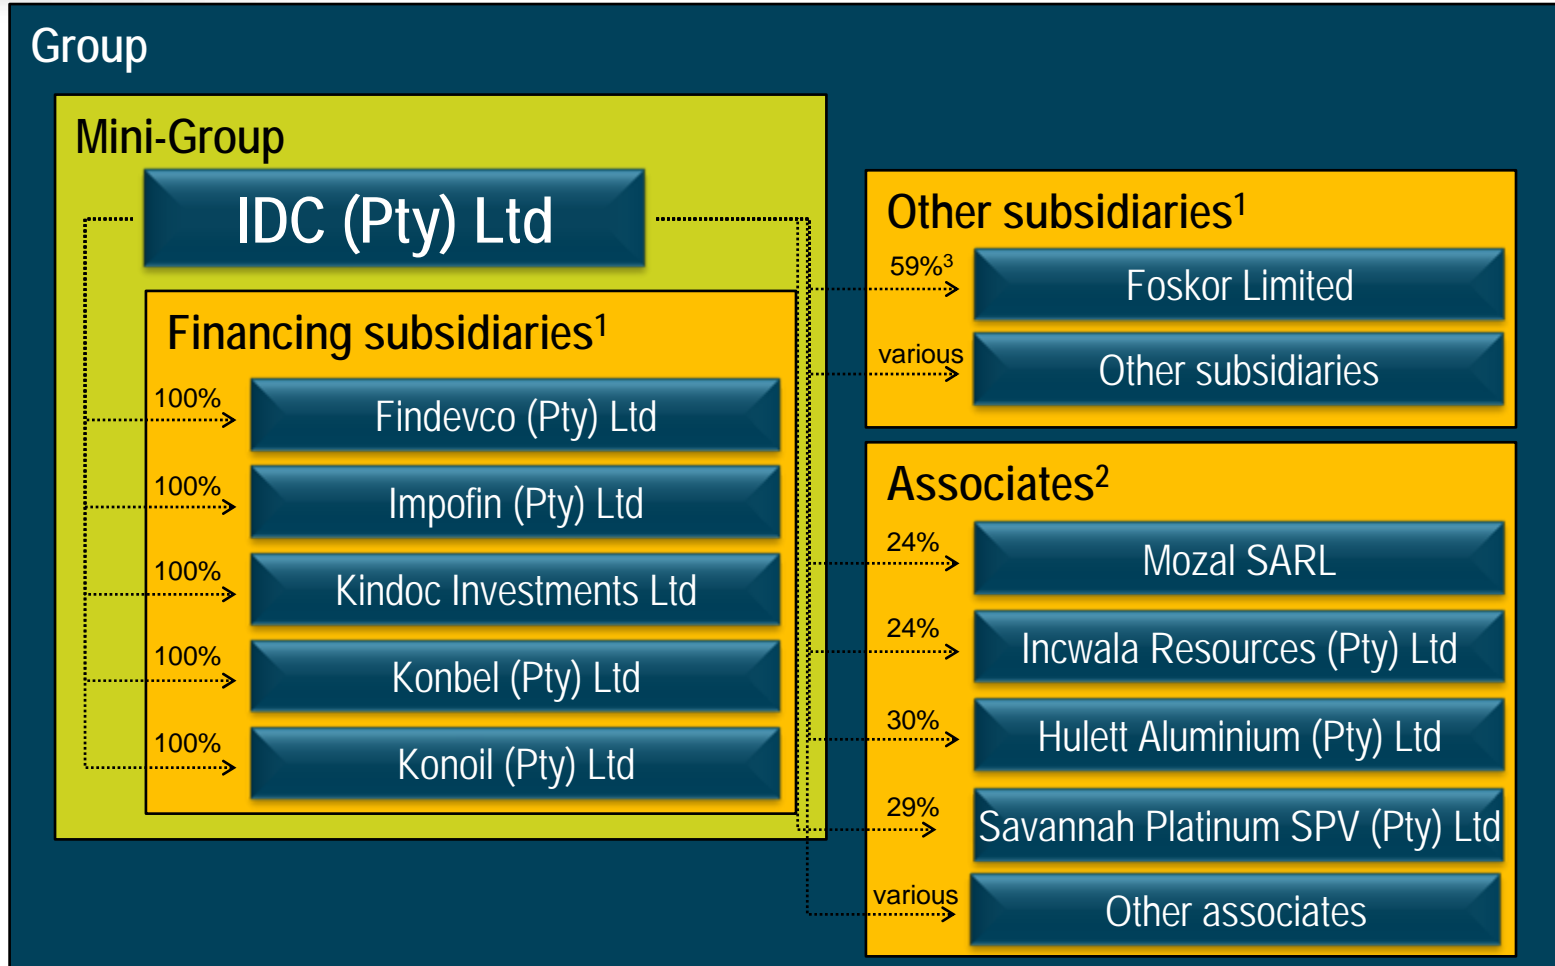 Group
Mini-Group
IDC (Pty) Ltd
Financing subsidiaries¹
100%
Findevco (Pty) Ltd
100%
Impofin (Pty) Ltd
100%
Kindoc Investments Ltd
100%
Konbel (Pty) Ltd
100%
Konoil (Pty) Ltd
Other subsidiaries¹
59%³
Foskor Limited
various
Other subsidiaries
Associates²
24%
Mozal SARL
24%
Incwala Resources (Pty) Ltd
30%
Hulett Aluminium (Pty) Ltd
29%
Savannah Platinum SPV (Pty) Ltd
various
Other associates